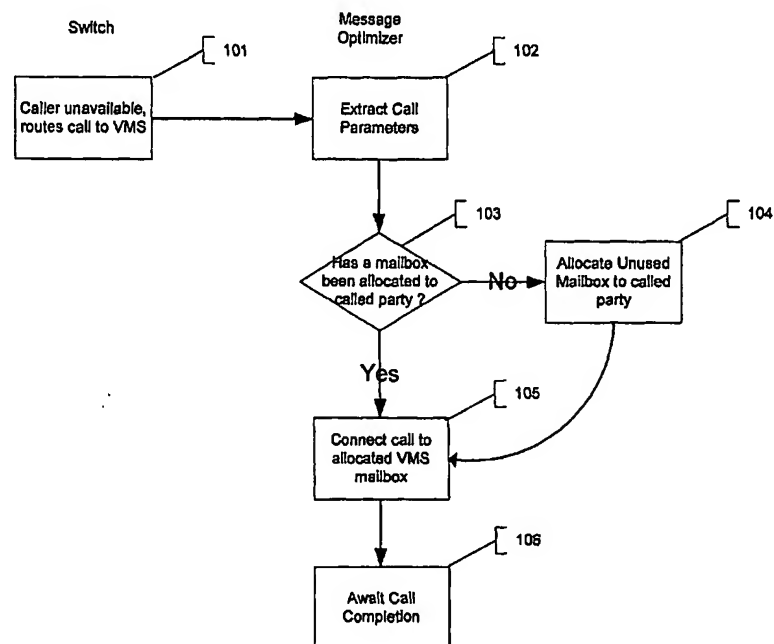 Switch
Message
Optimizer
101
102
Caller unavailable,
routes call to VMS
Extract Call
Parameters
103
104
Has a mailbox
been allocated to
called party ?
No
Allocate Unused
Mailbox to called
party
Yes
105
Connect call to
allocated VMS
mailbox
106
Await Call
Completion